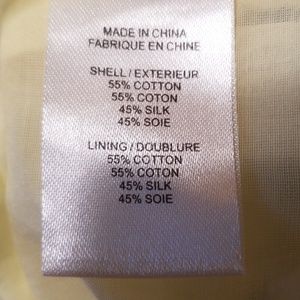 MADE IN CHINA
FABRIQUE EN CHINE
SHELL/EXTERIEUR
55% COTTON
55% COTON
45% SILK
45% SOIE
LINING/DOUBLURE
55% COTTON
55% COTON
45% SILK
45% SOIE